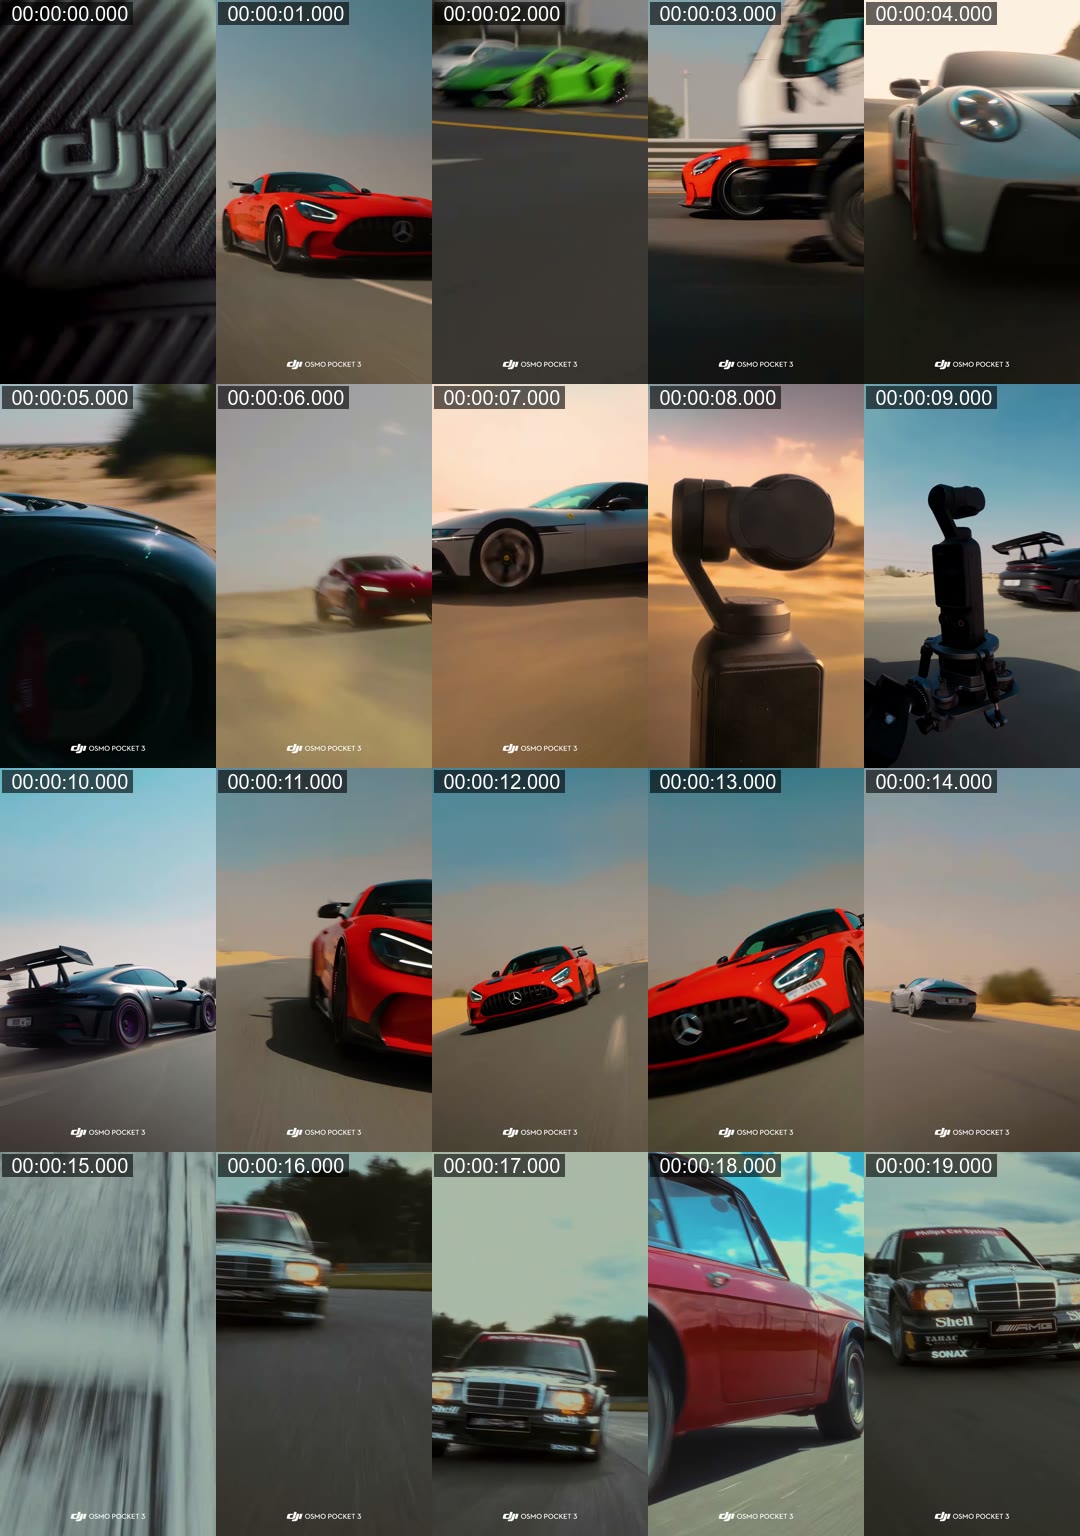 00:00:00.000
dji
00:00:01.000
dji OSMO POCKET 3
00:00:02.000
dji OSMO POCKET 3
00:00:03.000
dji OSMO POCKET 3
00:00:04.000
dji OSMO POCKET 3
00:00:05.000
dji OSMO POCKET 3
00:00:06.000
dji OSMO POCKET 3
00:00:07.000
dji OSMO POCKET 3
00:00:08.000
00:00:09.000
00:00:10.000
dji OSMO POCKET 3
00:00:11.000
dji OSMO POCKET 3
00:00:12.000
dji OSMO POCKET 3
00:00:13.000
dji OSMO POCKET 3
00:00:14.000
dji OSMO POCKET 3
00:00:15.000
dji OSMO POCKET 3
00:00:16.000
dji OSMO POCKET 3
00:00:17.000
Shell
dji OSMO POCKET 3
00:00:18.000
dji OSMO POCKET 3
00:00:19.000
Philips Car Systems
Shell
AMG
TABAC
SONAX
dji OSMO POCKET 3